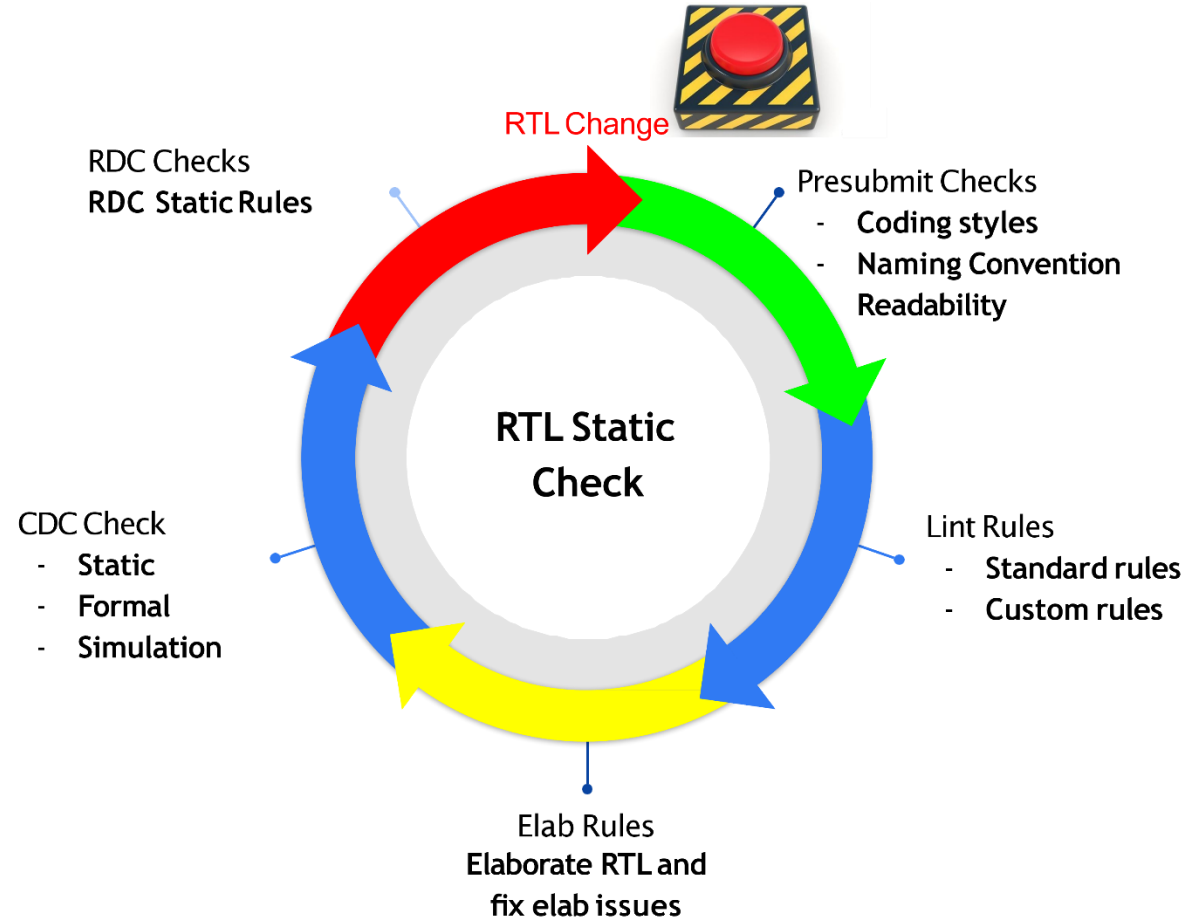 RTL Change
RDC Checks
RDC Static Rules
Presubmit Checks
- Coding styles
- Naming Convention
Readability
RTL Static
Check
CDC Check
- Static
- Formal
- Simulation
Lint Rules
- Standard rules
- Custom rules
Elab Rules
Elaborate RTL and
fix elab issues